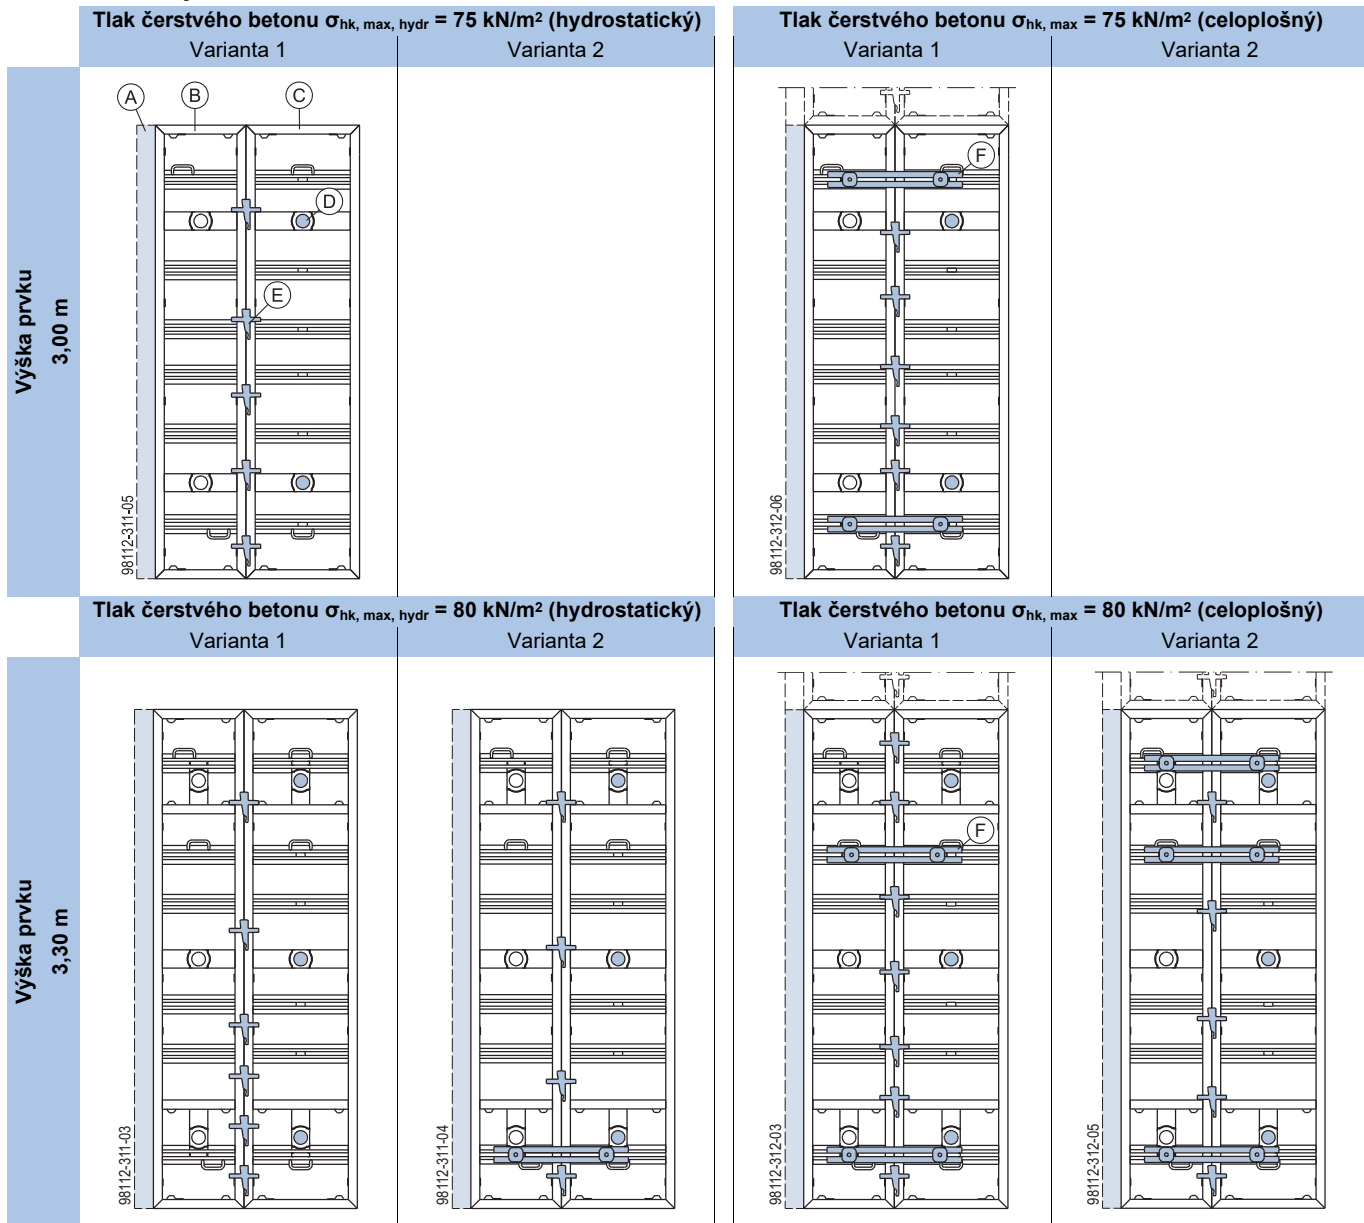 Tlak čerstvého betonu σhk, max, hydr = 75 kN/m² (hydrostatický)
Tlak čerstvého betonu σhk, max = 75 kN/m² (celoplošný)
Varianta 1
Varianta 2
Varianta 1
Varianta 2
Výška prvku
3,00 m
A
B
C
D
E
98112-311-05
F
98112-312-06
Tlak čerstvého betonu σhk, max, hydr = 80 kN/m² (hydrostatický)
Tlak čerstvého betonu σhk, max = 80 kN/m² (celoplošný)
Varianta 1
Varianta 2
Varianta 1
Varianta 2
Výška prvku
3,30 m
98112-311-03
98112-311-04
F
98112-312-03
98112-312-05